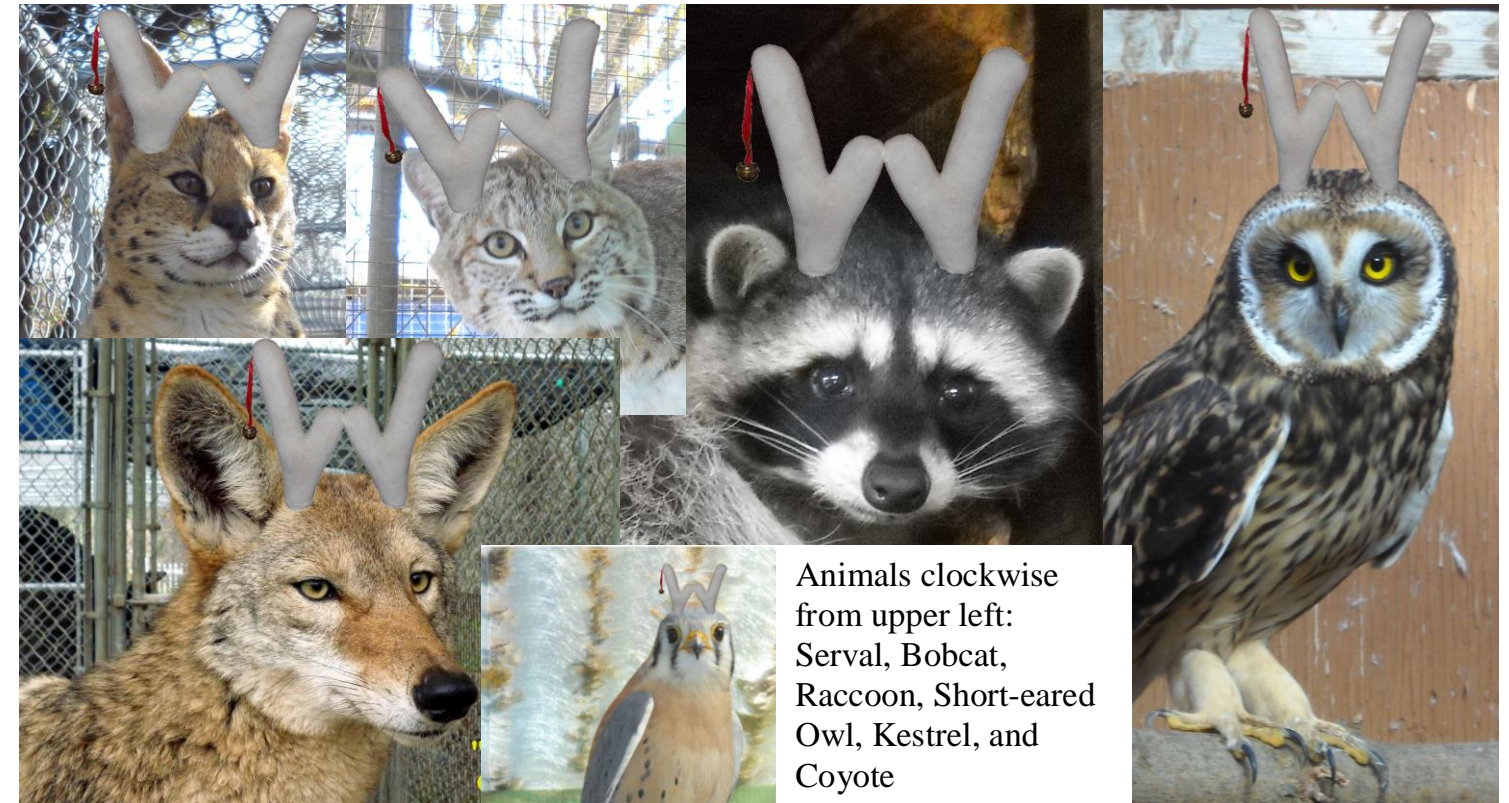 Animals clockwise
from upper left:
Serval, Bobcat,
Raccoon, Short-eared
Owl, Kestrel, and
Coyote